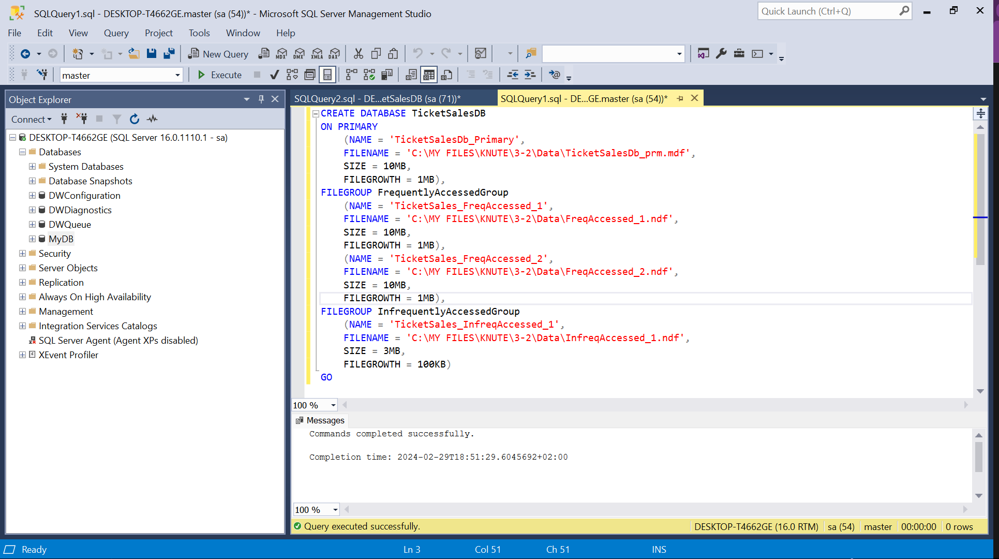 SQLQuery1.sql - DESKTOP-T4662GE.master (sa (54))* - Microsoft SQL Server Management Studio
Quick Launch (Ctrl+Q)
File Edit View Query Project Tools Window Help
New Query MDX DMX XMLA DAX
master Execute
Object Explorer
Connect
DESKTOP-T4662GE (SQL Server 16.0.1110.1 - sa)
Databases
System Databases
Database Snapshots
DWConfiguration
DWDiagnostics
DWQueue
MyDB
Security
Server Objects
Replication
Always On High Availability
Management
Integration Services Catalogs
SQL Server Agent (Agent XPs disabled)
XEvent Profiler
SQLQuery2.sql - DE...etSalesDB (sa (71))*
SQLQuery1.sql - DE...GE.master (sa (54))*
CREATE DATABASE TicketSalesDB
ON PRIMARY
(NAME = 'TicketSalesDb_Primary',
FILENAME = 'C:\MY FILES\KNUTE\3-2\Data\TicketSalesDb_prm.mdf',
SIZE = 10MB,
FILEGROWTH = 1MB),
FILEGROUP FrequentlyAccessedGroup
(NAME = 'TicketSales_FreqAccessed_1',
FILENAME = 'C:\MY FILES\KNUTE\3-2\Data\FreqAccessed_1.ndf',
SIZE = 10MB,
FILEGROWTH = 1MB),
(NAME = 'TicketSales_FreqAccessed_2',
FILENAME = 'C:\MY FILES\KNUTE\3-2\Data\FreqAccessed_2.ndf',
SIZE = 10MB,
FILEGROWTH = 1MB),
FILEGROUP InfrequentlyAccessedGroup
(NAME = 'TicketSales_InfreqAccessed_1',
FILENAME = 'C:\MY FILES\KNUTE\3-2\Data\InfreqAccessed_1.ndf',
SIZE = 3MB,
FILEGROWTH = 100KB)
GO
100 %
Messages
Commands completed successfully.
Completion time: 2024-02-29T18:51:29.6045692+02:00
100 %
Query executed successfully.
DESKTOP-T4662GE (16.0 RTM) sa (54) master 00:00:00 0 rows
Ready Ln 3 Col 51 Ch 51 INS